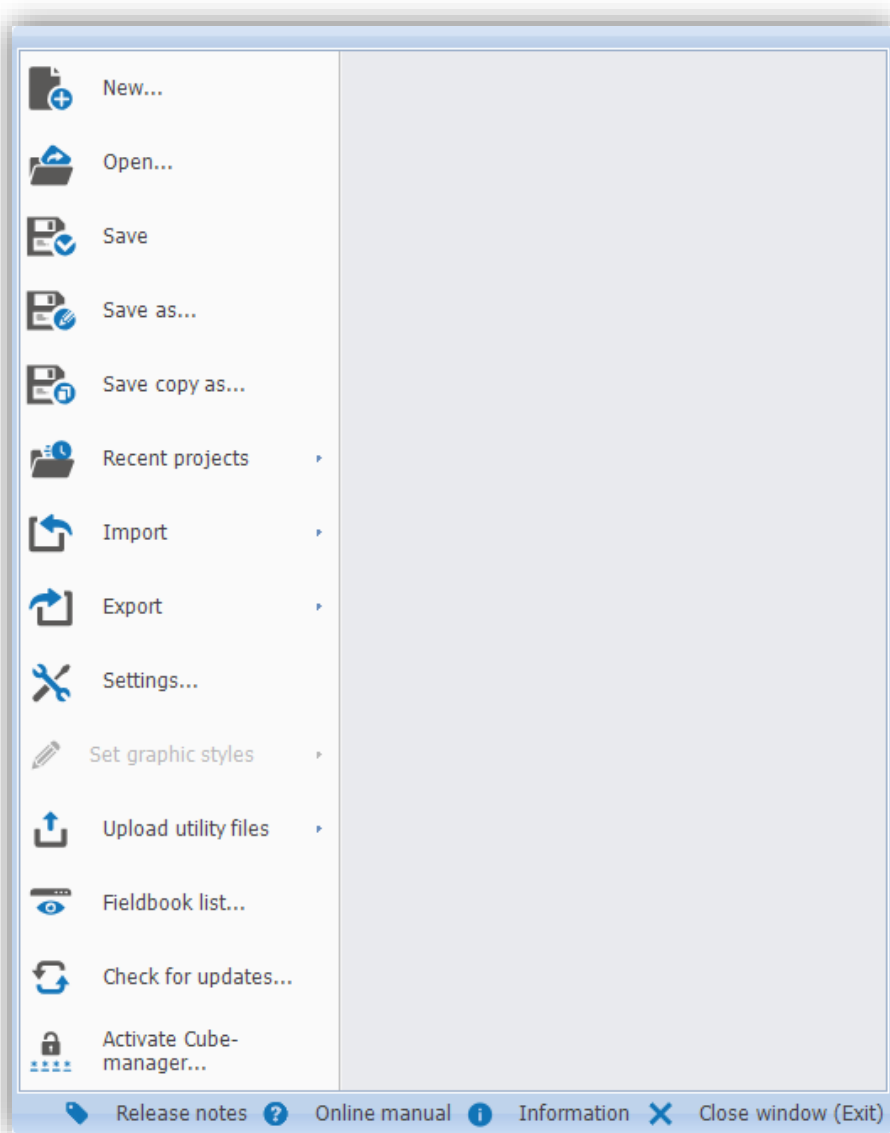 New...
Open...
Save
Save as...
Save copy as...
Recent projects
Import
Export
Settings...
Set graphic styles
Upload utility files
Fieldbook list...
Check for updates...
Activate Cube-
manager...
Release notes Online manual Information Close window (Exit)